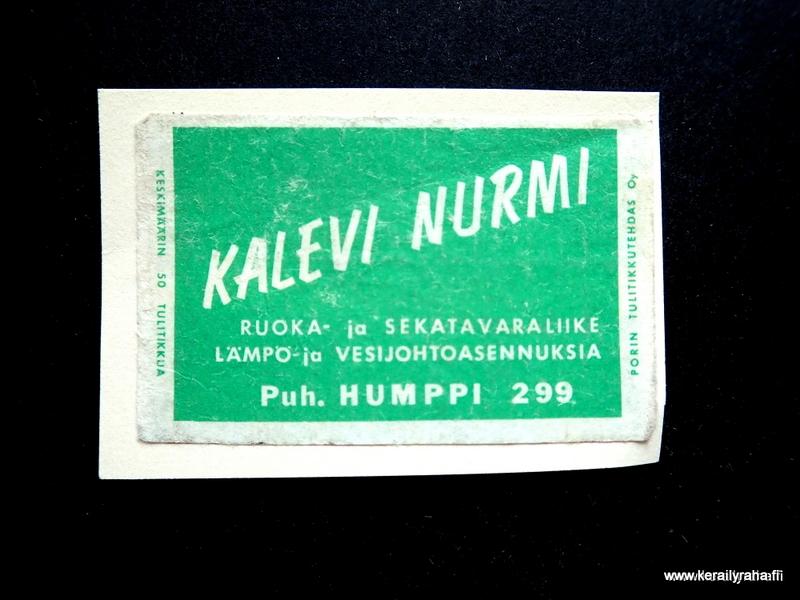 KESKIMÄÄRIN 50 TULITIKKUA
KALEVI NURMI
RUOKA- ja SEKATAVARALIIKE
LÄMPÖ- ja VESIJOHTOASENNUKSIA
Puh. HUMPPI 299
PORIN TULITIKKUTEHDAS Oy
www.kerailyraha.fi